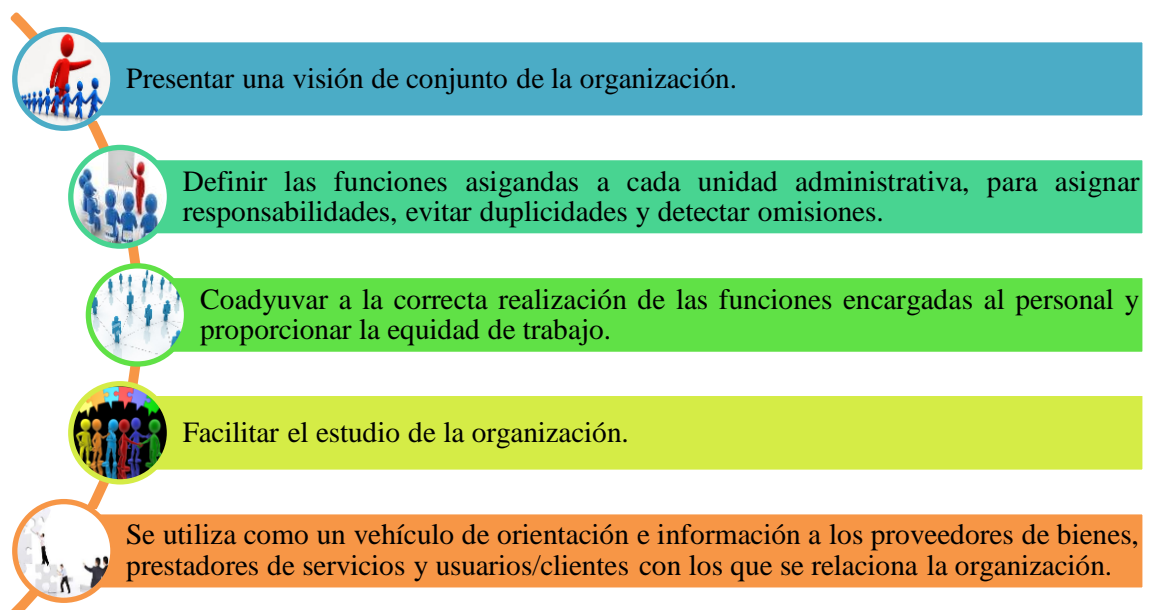 Presentar una visión de conjunto de la organización.
Definir las funciones asigandas a cada unidad administrativa, para asignar
responsabilidades, evitar duplicidades y detectar omisiones.
Coadyuvar a la correcta realización de las funciones encargadas al personal y
proporcionar la equidad de trabajo.
Facilitar el estudio de la organización.
Se utiliza como un vehículo de orientación e información a los proveedores de bienes,
prestadores de servicios y usuarios/clientes con los que se relaciona la organización.